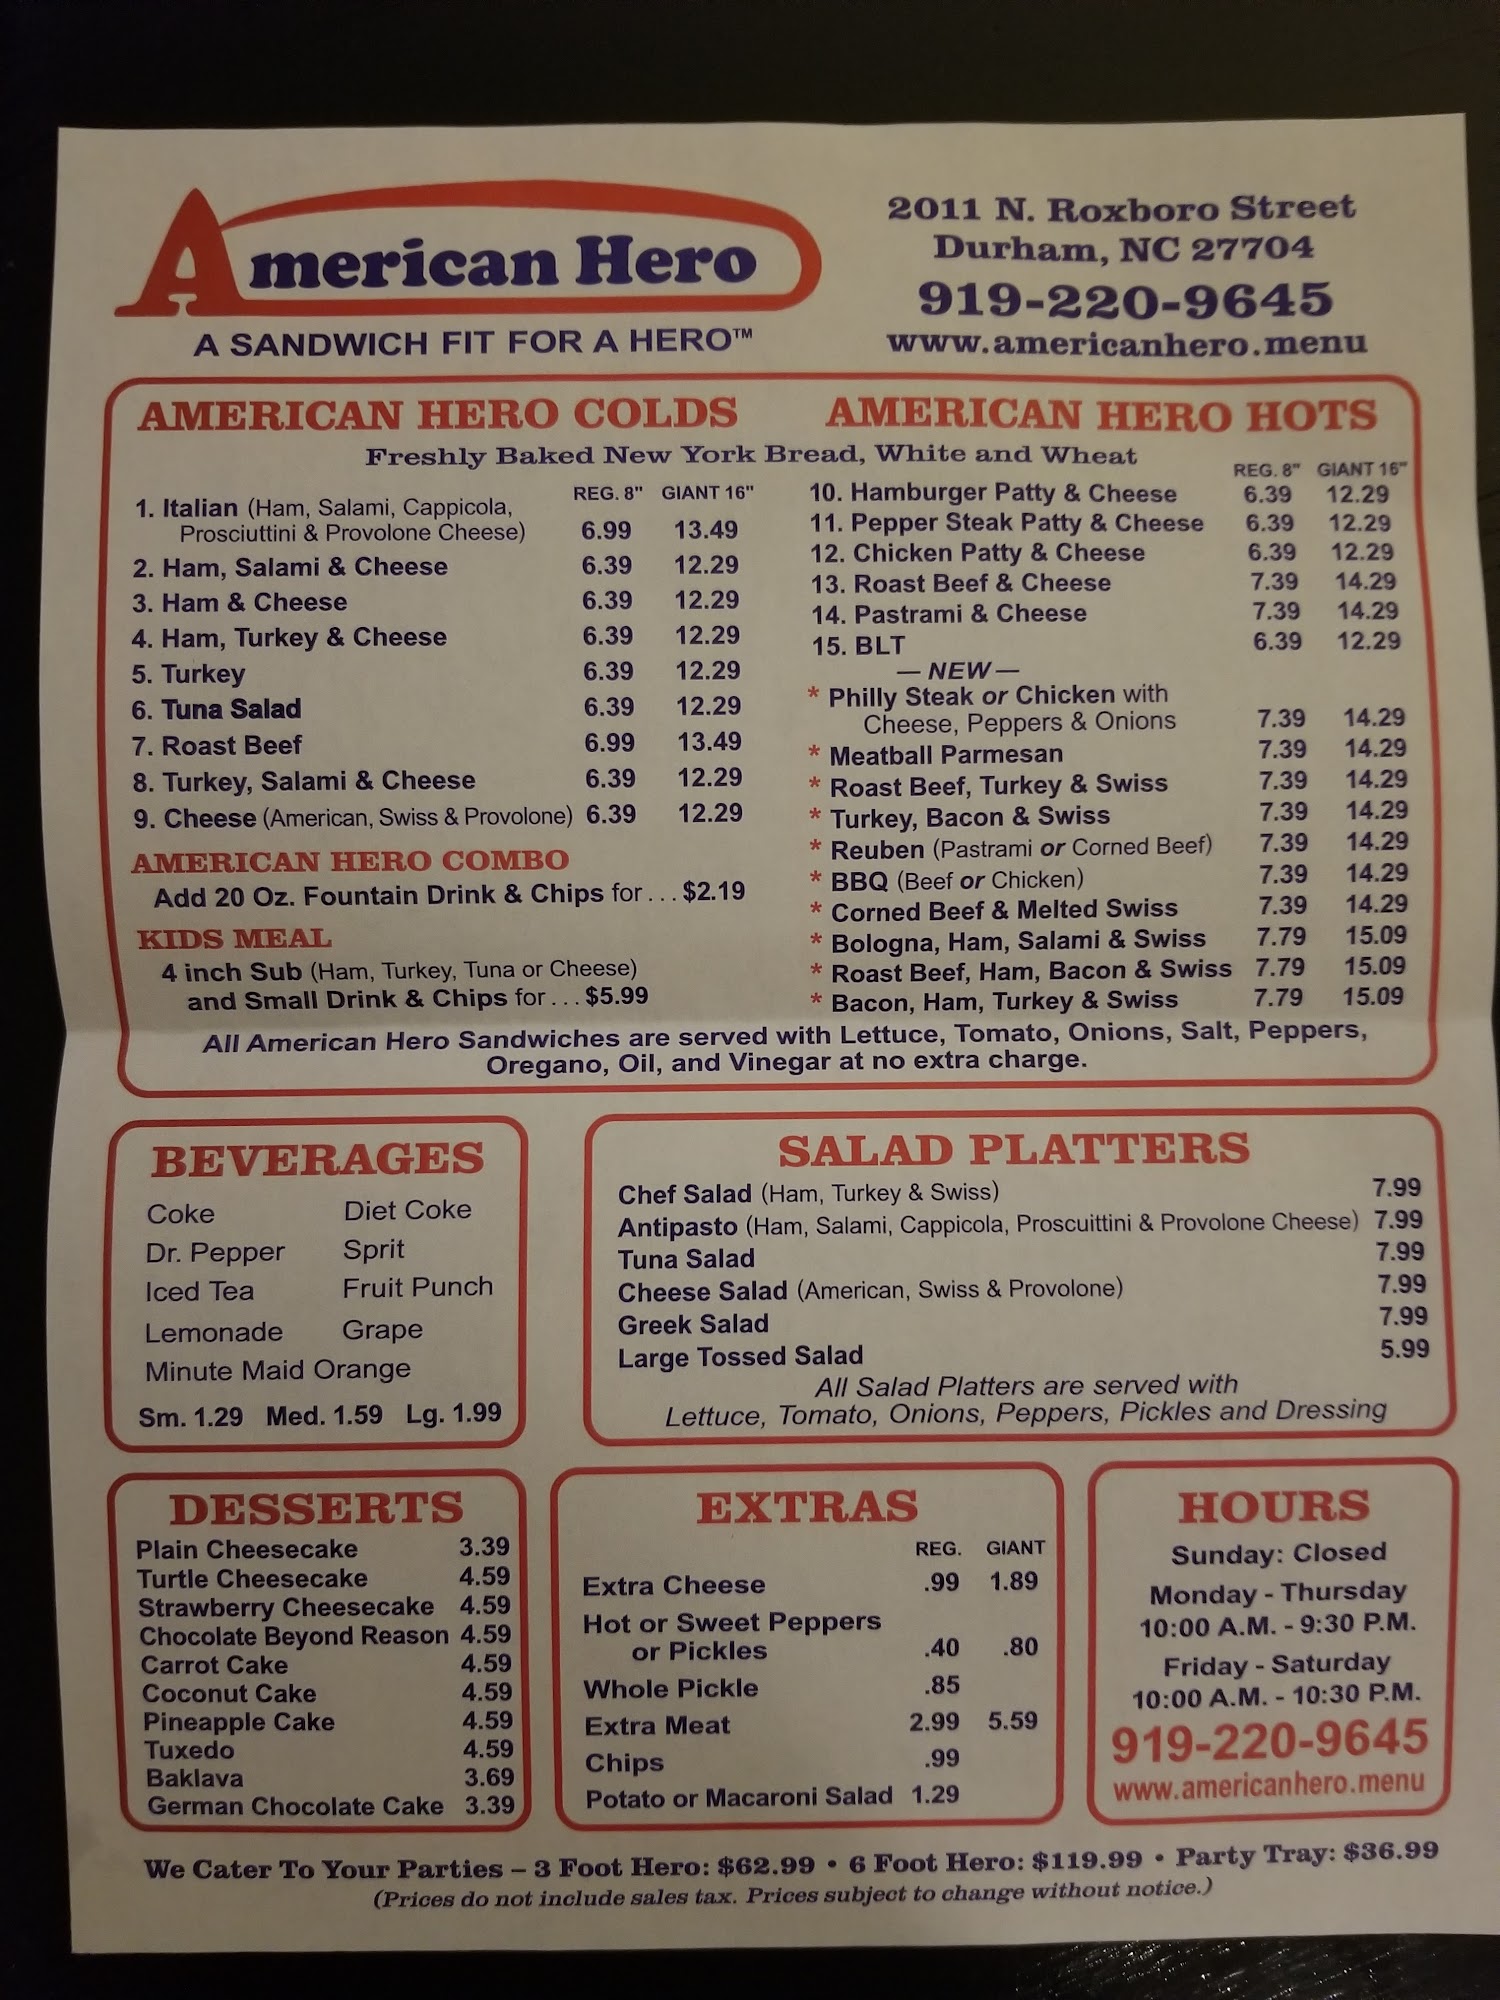 American Hero
A SANDWICH FIT FOR A HERO™
2011 N. Roxboro Street
Durham, NC 27704
919-220-9645
www.americanhero.menu
AMERICAN HERO COLDS
AMERICAN HERO HOTS
Freshly Baked New York Bread, White and Wheat
REG. 8" GIANT 16"
1. Italian (Ham, Salami, Cappicola,
Prosciuttini & Provolone Cheese) 6.99 13.49
2. Ham, Salami & Cheese 6.39 12.29
3. Ham & Cheese 6.39 12.29
4. Ham, Turkey & Cheese 6.39 12.29
5. Turkey 6.39 12.29
6. Tuna Salad 6.39 12.29
7. Roast Beef 6.99 13.49
8. Turkey, Salami & Cheese 6.39 12.29
9. Cheese (American, Swiss & Provolone) 6.39 12.29
AMERICAN HERO COMBO
Add 20 Oz. Fountain Drink & Chips for . . . $2.19
KIDS MEAL
4 inch Sub (Ham, Turkey, Tuna or Cheese)
and Small Drink & Chips for . . . $5.99
REG. 8" GIANT 16"
10. Hamburger Patty & Cheese 6.39 12.29
11. Pepper Steak Patty & Cheese 6.39 12.29
12. Chicken Patty & Cheese 6.39 12.29
13. Roast Beef & Cheese 7.39 14.29
14. Pastrami & Cheese 7.39 14.29
15. BLT 6.39 12.29
— NEW —
* Philly Steak or Chicken with
Cheese, Peppers & Onions 7.39 14.29
* Meatball Parmesan 7.39 14.29
* Roast Beef, Turkey & Swiss 7.39 14.29
* Turkey, Bacon & Swiss 7.39 14.29
* Reuben (Pastrami or Corned Beef) 7.39 14.29
* BBQ (Beef or Chicken) 7.39 14.29
* Corned Beef & Melted Swiss 7.39 14.29
* Bologna, Ham, Salami & Swiss 7.79 15.09
* Roast Beef, Ham, Bacon & Swiss 7.79 15.09
* Bacon, Ham, Turkey & Swiss 7.79 15.09
All American Hero Sandwiches are served with Lettuce, Tomato, Onions, Salt, Peppers,
Oregano, Oil, and Vinegar at no extra charge.
BEVERAGES
Coke Diet Coke
Dr. Pepper Sprit
Iced Tea Fruit Punch
Lemonade Grape
Minute Maid Orange
Sm. 1.29 Med. 1.59 Lg. 1.99
SALAD PLATTERS
Chef Salad (Ham, Turkey & Swiss) 7.99
Antipasto (Ham, Salami, Cappicola, Proscuittini & Provolone Cheese) 7.99
Tuna Salad 7.99
Cheese Salad (American, Swiss & Provolone) 7.99
Greek Salad 7.99
Large Tossed Salad 5.99
All Salad Platters are served with
Lettuce, Tomato, Onions, Peppers, Pickles and Dressing
DESSERTS
Plain Cheesecake 3.39
Turtle Cheesecake 4.59
Strawberry Cheesecake 4.59
Chocolate Beyond Reason 4.59
Carrot Cake 4.59
Coconut Cake 4.59
Pineapple Cake 4.59
Tuxedo 4.59
Baklava 3.69
German Chocolate Cake 3.39
EXTRAS
REG. GIANT
Extra Cheese .99 1.89
Hot or Sweet Peppers
or Pickles .40 .80
Whole Pickle .85
Extra Meat 2.99 5.59
Chips .99
Potato or Macaroni Salad 1.29
HOURS
Sunday: Closed
Monday - Thursday
10:00 A.M. - 9:30 P.M.
Friday - Saturday
10:00 A.M. - 10:30 P.M.
919-220-9645
www.americanhero.menu
We Cater To Your Parties – 3 Foot Hero: $62.99 • 6 Foot Hero: $119.99 • Party Tray: $36.99
(Prices do not include sales tax. Prices subject to change without notice.)